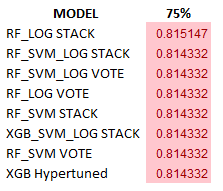 MODEL 75%
RF_LOG STACK 0.815147
RF_SVM_LOG STACK 0.814332
RF_SVM_LOG VOTE 0.814332
RF_LOG VOTE 0.814332
RF_SVM STACK 0.814332
XGB_SVM_LOG STACK 0.814332
RF_SVM VOTE 0.814332
XGB Hypertuned 0.814332